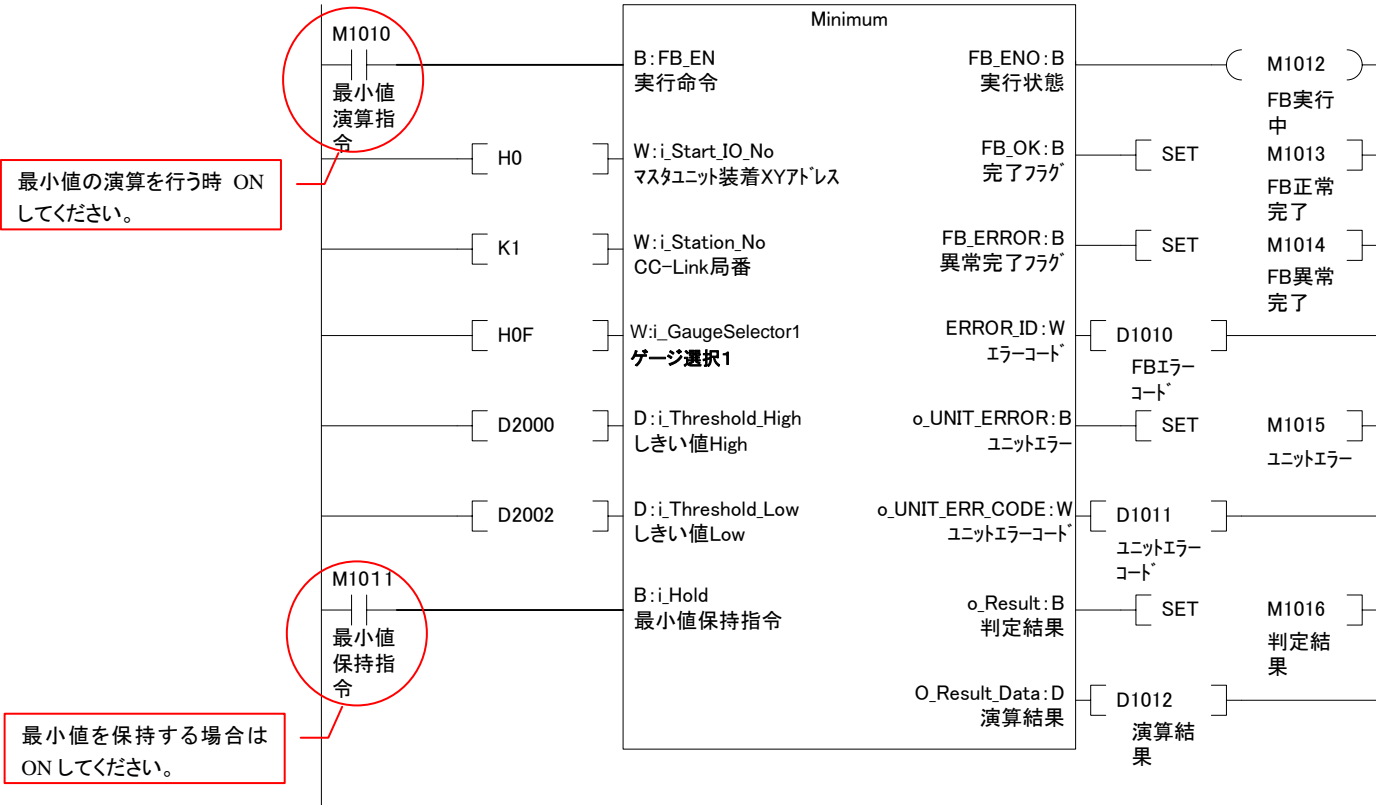 Minimum
M1010
最小値
演算指
令
B:FB_EN
実行命令
FB_ENO:B
実行状態
M1012
FB実行
中
最小値の演算を行う時 ON
してください。
H0
W:i_Start_IO_No
マスタユニット装着XYアドレス
FB_OK:B
完了フラグ
SET
M1013
FB正常
完了
K1
W:i_Station_No
CC-Link局番
FB_ERROR:B
異常完了フラグ
SET
M1014
FB異常
完了
H0F
W:i_GaugeSelector1
ゲージ選択1
ERROR_ID:W
エラーコード
D1010
FBエラー
コード
D2000
D:i_Threshold_High
しきい値High
o_UNIT_ERROR:B
ユニットエラー
SET
M1015
ユニットエラー
D2002
D:i_Threshold_Low
しきい値Low
o_UNIT_ERR_CODE:W
ユニットエラーコード
D1011
ユニットエラー
コード
M1011
最小値
保持指
令
B:i_Hold
最小値保持指令
o_Result:B
判定結果
SET
M1016
判定結
果
O_Result_Data:D
演算結果
D1012
演算結
果
最小値を保持する場合は
ON してください。